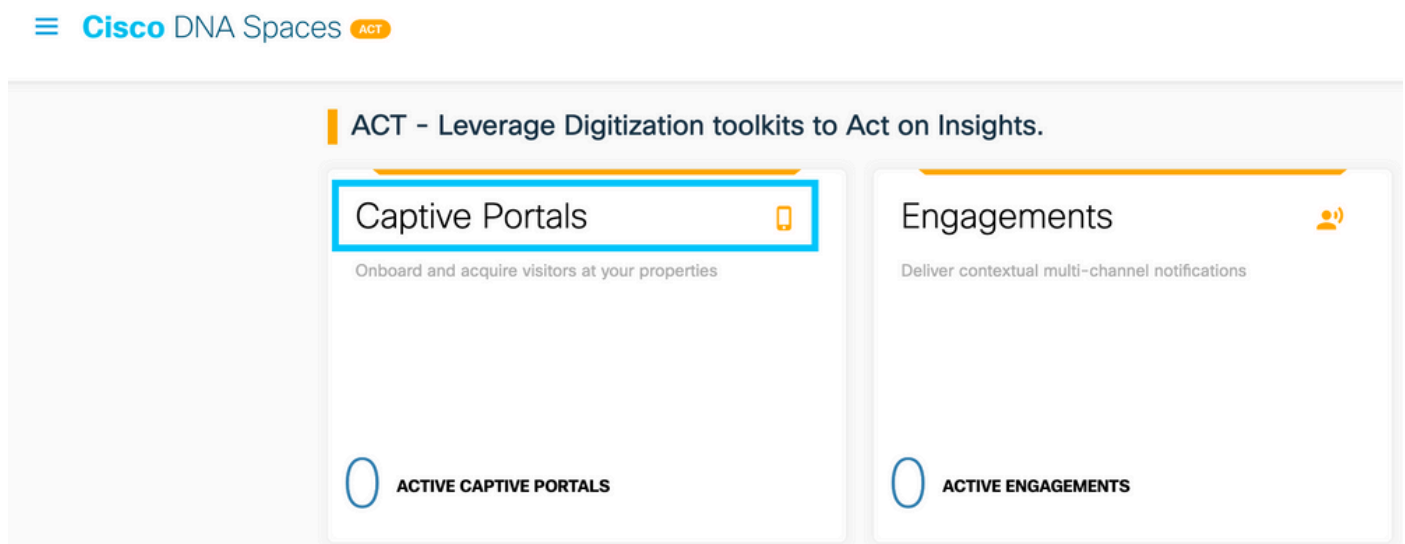 Cisco DNA Spaces ACT
ACT - Leverage Digitization toolkits to Act on Insights.
Captive Portals
Onboard and acquire visitors at your properties
0 ACTIVE CAPTIVE PORTALS
Engagements
Deliver contextual multi-channel notifications
0 ACTIVE ENGAGEMENTS